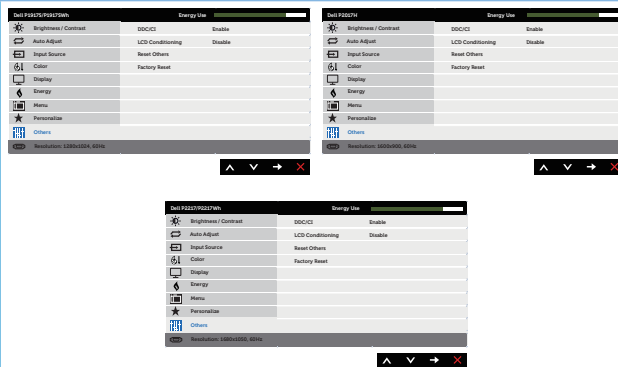 Dell P1917S/P1917SWh Energy Use
Brightness / Contrast DDC/CI Enable
Auto Adjust LCD Conditioning Disable
Input Source Reset Others
Color Factory Reset
Display
Energy
Menu
Personalize
Others
Resolution: 1280x1024, 60Hz
Dell P2017H Energy Use
Brightness / Contrast DDC/CI Enable
Auto Adjust LCD Conditioning Disable
Input Source Reset Others
Color Factory Reset
Display
Energy
Menu
Personalize
Others
Resolution: 1600x900, 60Hz
Dell P2217/P2217Wh Energy Use
Brightness / Contrast DDC/CI Enable
Auto Adjust LCD Conditioning Disable
Input Source Reset Others
Color Factory Reset
Display
Energy
Menu
Personalize
Others
Resolution: 1680x1050, 60Hz